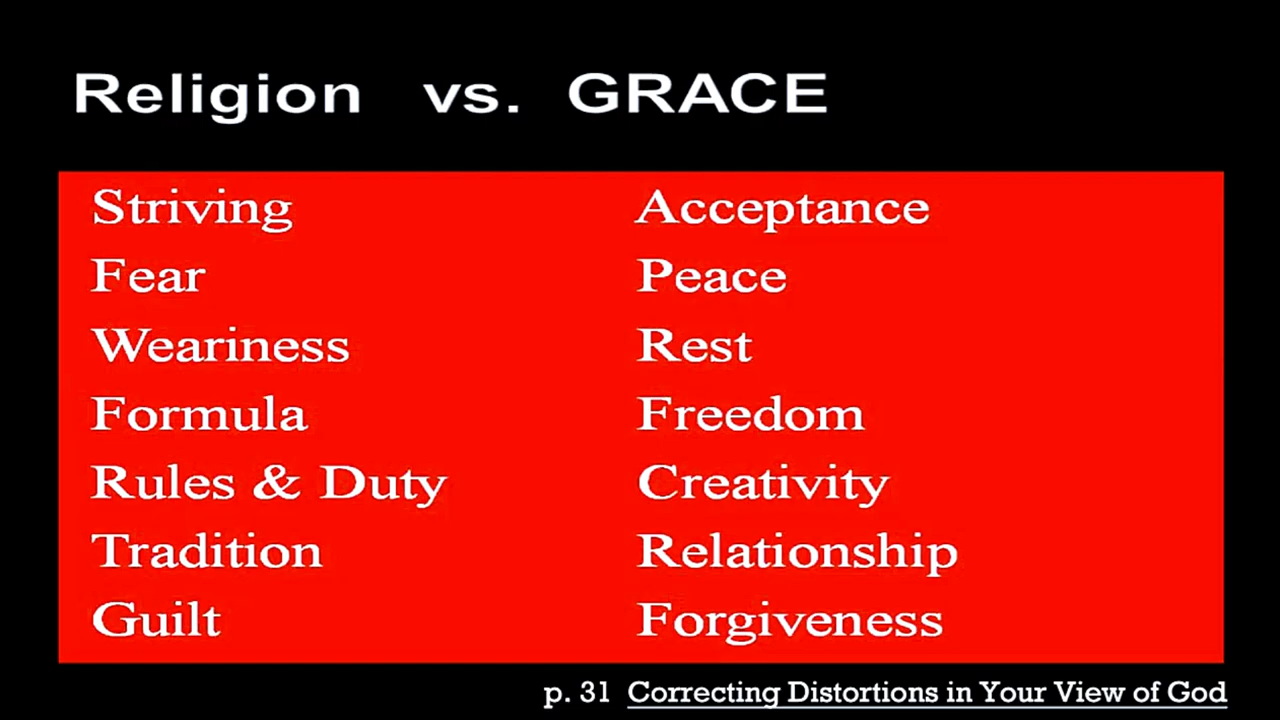 Religion vs. GRACE
Striving Acceptance
Fear Peace
Weariness Rest
Formula Freedom
Rules & Duty Creativity
Tradition Relationship
Guilt Forgiveness
p. 31 Correcting Distortions in Your View of God